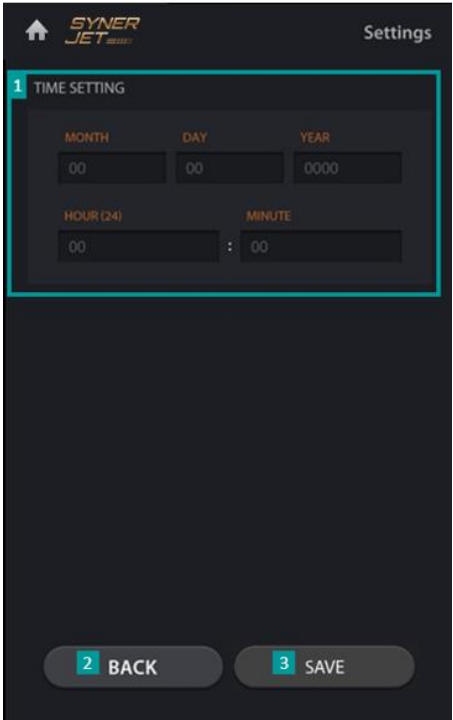 SYNER
JET
Settings
1 TIME SETTING
MONTH DAY YEAR
00 00 0000
HOUR (24) MINUTE
00 : 00
2 BACK
3 SAVE